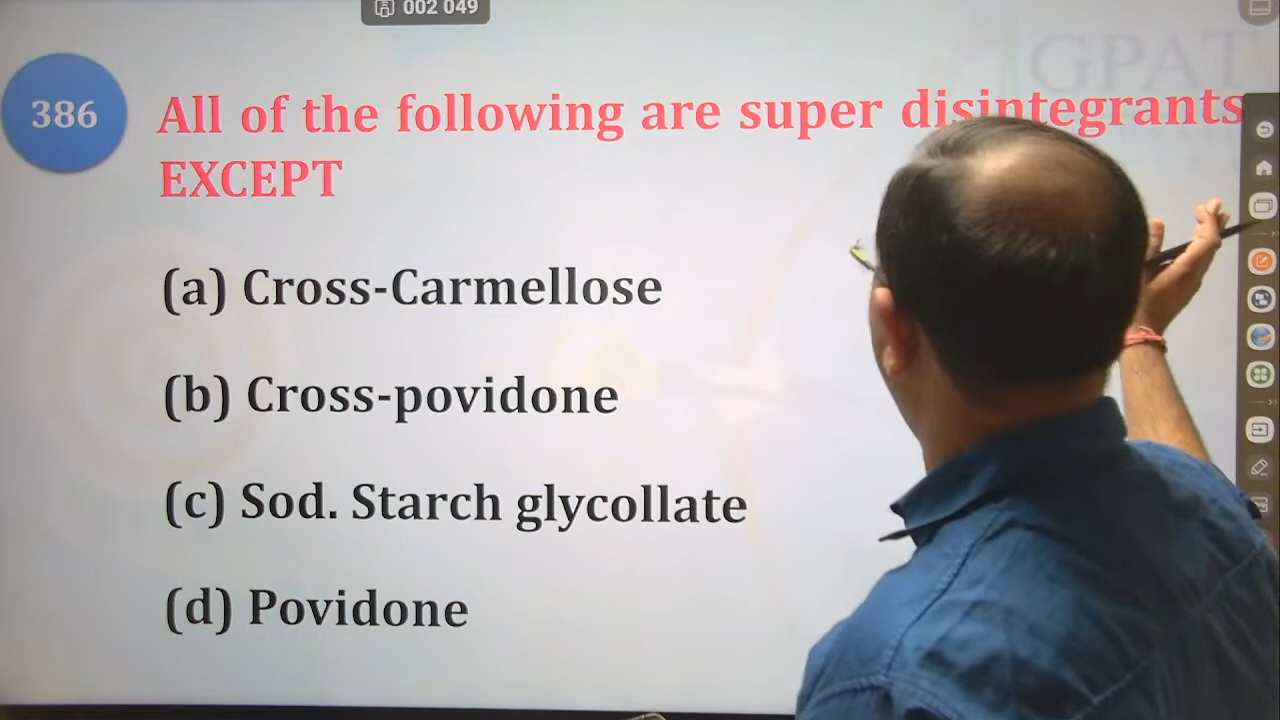 002 049
GPAT
386
All of the following are super disintegrants
EXCEPT
(a) Cross-Carmellose
(b) Cross-povidone
(c) Sod. Starch glycollate
(d) Povidone